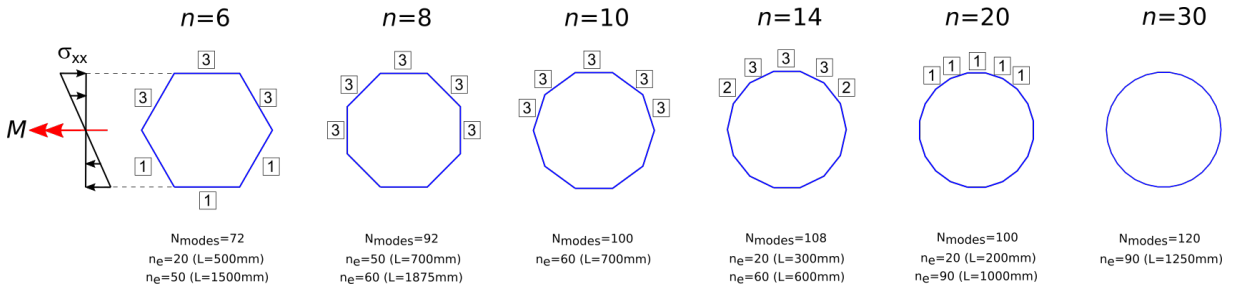 n=6
n=8
n=10
n=14
n=20
n=30
σxx
M
3
3
3
1
1
1
3
3
3
3
3
3
3
3
3
3
3
3
3
2
2
1
1
1
1
1
Nmodes=72
ne=20 (L=500mm)
ne=50 (L=1500mm)
Nmodes=92
ne=50 (L=700mm)
ne=60 (L=1875mm)
Nmodes=100
ne=60 (L=700mm)
Nmodes=108
ne=20 (L=300mm)
ne=60 (L=600mm)
Nmodes=100
ne=20 (L=200mm)
ne=90 (L=1000mm)
Nmodes=120
ne=90 (L=1250mm)